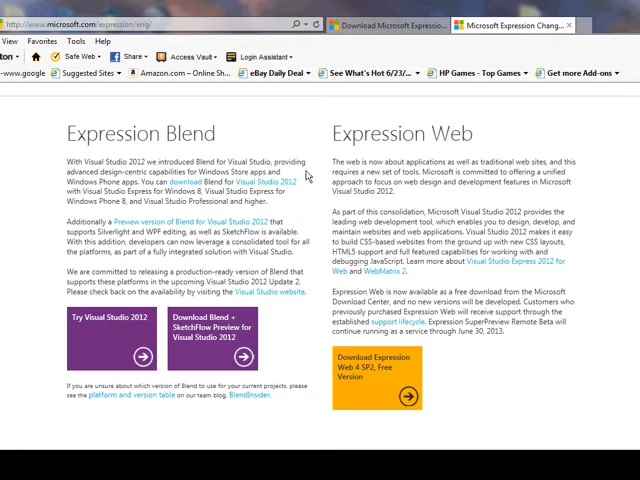 http://www.microsoft.com/expression/eng/
Download Microsoft Expressio...
Microsoft Expression Chang...
View Favorites Tools Help
ton Safe Web Share Access Vault Login Assistant
www.google Suggested Sites Amazon.com – Online Sh... eBay Daily Deal See What's Hot 6/23/... HP Games - Top Games Get more Add-ons
Expression Blend
With Visual Studio 2012 we introduced Blend for Visual Studio, providing
advanced design-centric capabilities for Windows Store apps and
Windows Phone apps. You can download Blend for Visual Studio 2012
with Visual Studio Express for Windows 8, Visual Studio Express for
Windows Phone 8, and Visual Studio Professional and higher.
Additionally a Preview version of Blend for Visual Studio 2012 that
supports Silverlight and WPF editing, as well as SketchFlow is available.
With this addition, developers can now leverage a consolidated tool for all
the platforms, as part of a fully integrated solution with Visual Studio.
We are committed to releasing a production-ready version of Blend that
supports these platforms in the upcoming Visual Studio 2012 Update 2.
Please check back on the availability by visiting the Visual Studio website.
Try Visual Studio 2012
Download Blend +
SketchFlow Preview for
Visual Studio 2012
If you are unsure about which version of Blend to use for your current projects, please
see the platform and version table on our team blog, BlendInsider.
Expression Web
The web is now about applications as well as traditional web sites, and this
requires a new set of tools. Microsoft is committed to offering a unified
approach to focus on web design and development features in Microsoft
Visual Studio 2012.
As part of this consolidation, Microsoft Visual Studio 2012 provides the
leading web development tool, which enables you to design, develop, and
maintain websites and web applications. Visual Studio 2012 makes it easy
to build CSS-based websites from the ground up with new CSS layouts,
HTML5 support and full featured capabilities for working with and
debugging JavaScript. Learn more about Visual Studio Express 2012 for
Web and WebMatrix 2.
Expression Web is now available as a free download from the Microsoft
Download Center, and no new versions will be developed. Customers who
previously purchased Expression Web will receive support through the
established support lifecycle. Expression SuperPreview Remote Beta will
continue running as a service through June 30, 2013.
Download Expression
Web 4 SP2, Free
Version